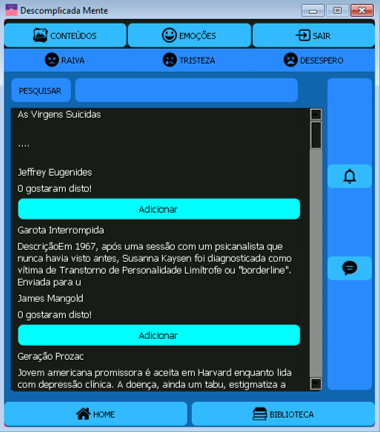 Descomplicada Mente
CONTEÚDOS
EMOÇÕES
SAIR
RAIVA
TRISTEZA
DESESPERO
PESQUISAR
As Virgens Suicidas
....
Jeffrey Eugenides
0 gostaram disto!
Adicionar
Garota Interrompida
DescriçãoEm 1967, após uma sessão com um psicanalista que
nunca havia visto antes, Susanna Kaysen foi diagnosticada como
vítima de Transtorno de Personalidade Limítrofe ou "borderline".
Enviada para u
James Mangold
0 gostaram disto!
Adicionar
Geração Prozac
Jovem americana promissora é aceita em Harvard enquanto lida
com depressão clínica. A doença, ainda um tabu, estigmatiza a
HOME
BIBLIOTECA